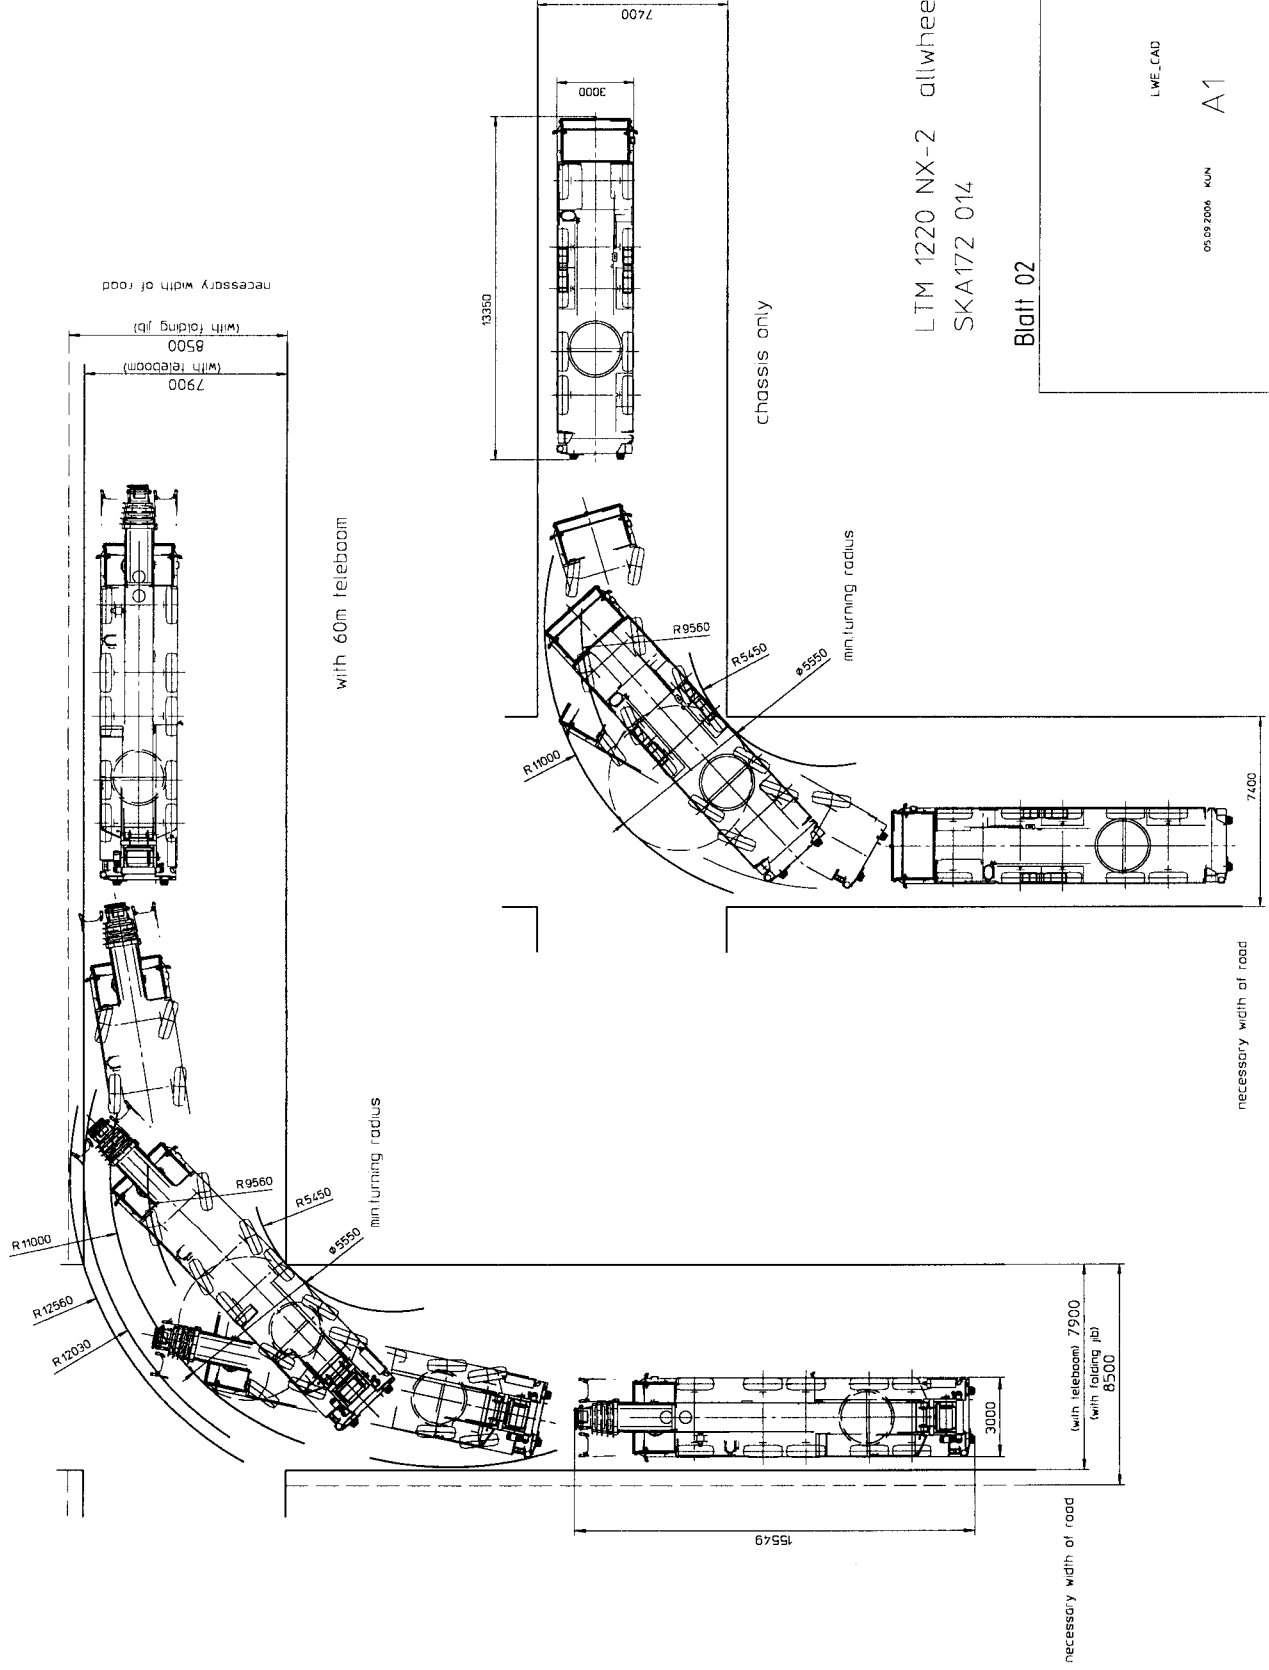 7400
3000
13350
LTM 1220 NX-2 allwhee
SKA172 014
Blatt 02
LWE_CAD
05.09.2006 KUN
A1
necessary width of road
(with folding jib)
8500
(with teleboom)
7900
chassis only
with 60m teleboom
min.turning radius
R9560
R5450
ø5550
R11000
7400
necessary width of road
min.turning radius
R9560
R5450
ø5550
R11000
R12560
R12030
(with teleboom) 7900
(with folding jib)
8500
3000
15549
necessary width of road